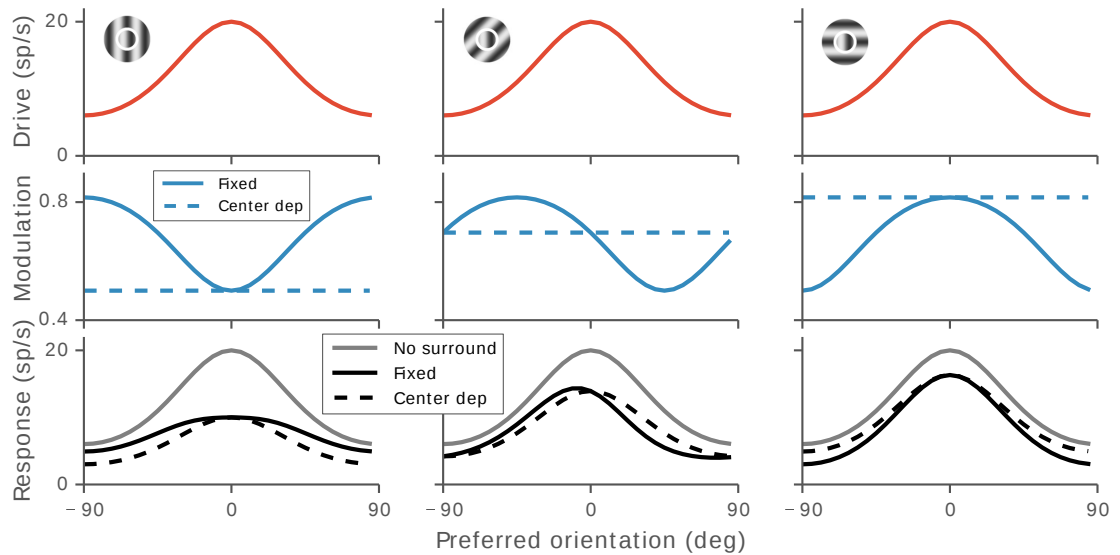 Drive (sp/s)
20
0
Modulation
0.8
0.4
Fixed
Center dep
Response (sp/s)
20
0
No surround
Fixed
Center dep
−90
0
90
−90
0
90
−90
0
90
Preferred orientation (deg)